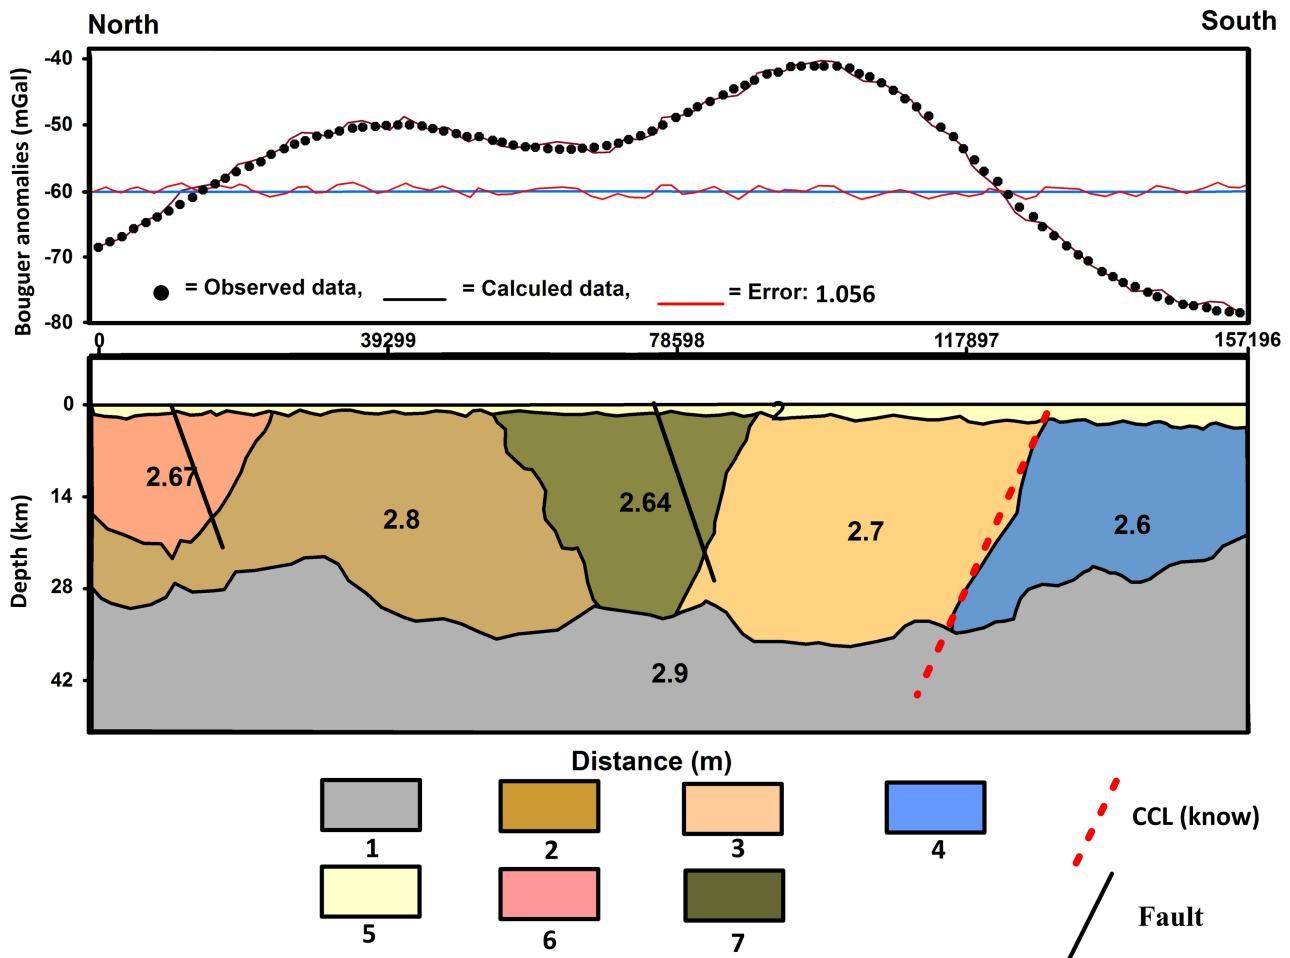 North
South
Bouguer anomalies (mGal)
-40
-50
-60
-70
-80
= Observed data, = Calculed data, = Error: 1.056
0 39299 78598 117897 157196
Depth (km)
0
14
28
42
2
2.67
2.8
2.64
2.7
2.6
2.9
Distance (m)
1 2 3 4
CCL (know)
5 6 7
Fault